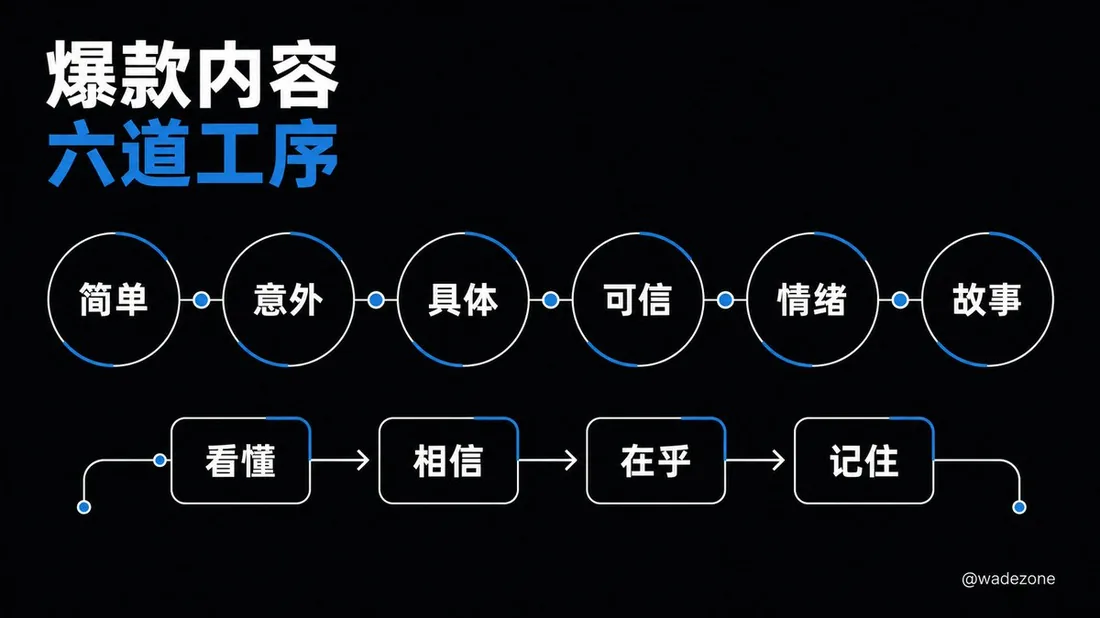 爆款内容
六道工序
简单 意外 具体 可信 情绪 故事
看懂 相信 在乎 记住
@wadezone